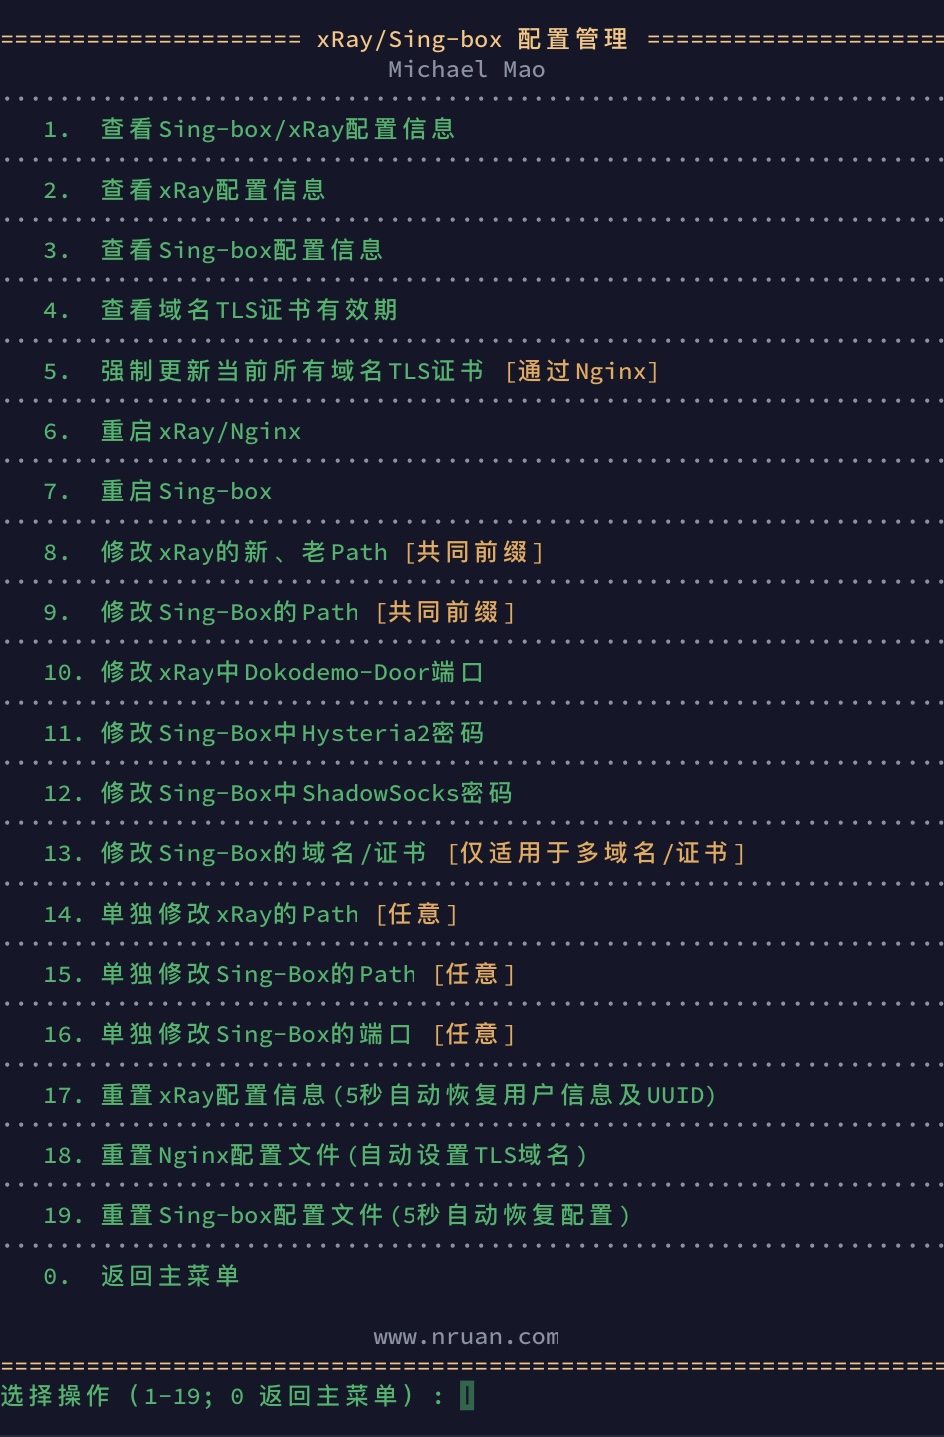 ===================== xRay/Sing-box 配置管理 =====================
Michael Mao
1. 查看Sing-box/xRay配置信息
2. 查看xRay配置信息
3. 查看Sing-box配置信息
4. 查看域名TLS证书有效期
5. 强制更新当前所有域名TLS证书 [通过Nginx]
6. 重启xRay/Nginx
7. 重启Sing-box
8. 修改xRay的新、老Path [共同前缀]
9. 修改Sing-Box的Path [共同前缀]
10. 修改xRay中Dokodemo-Door端口
11. 修改Sing-Box中Hysteria2密码
12. 修改Sing-Box中ShadowSocks密码
13. 修改Sing-Box的域名/证书 [仅适用于多域名/证书]
14. 单独修改xRay的Path [任意]
15. 单独修改Sing-Box的Path [任意]
16. 单独修改Sing-Box的端口 [任意]
17. 重置xRay配置信息(5秒自动恢复用户信息及UUID)
18. 重置Nginx配置文件(自动设置TLS域名)
19. 重置Sing-box配置文件(5秒自动恢复配置)
0. 返回主菜单
www.nruan.com
==================================================================
选择操作 (1-19; 0 返回主菜单) :